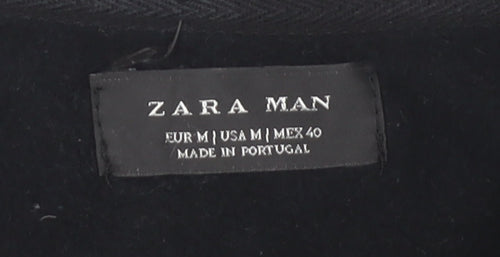 ZARA MAN
EUR M | USA M | MEX 40
MADE IN PORTUGAL